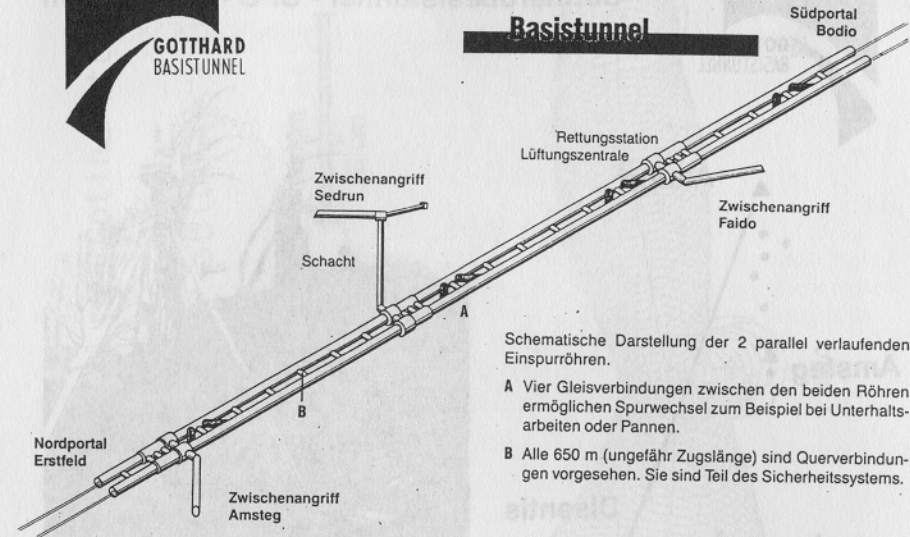 GOTTHARD
BASISTUNNEL
Basistunnel
Südportal
Bodio
Rettungsstation
Lüftungszentrale
Zwischenangriff
Sedrun
Zwischenangriff
Faido
Schacht
A
B
Nordportal
Erstfeld
Zwischenangriff
Amsteg
Schematische Darstellung der 2 parallel verlaufenden
Einspurröhren.
A Vier Gleisverbindungen zwischen den beiden Röhren
ermöglichen Spurwechsel zum Beispiel bei Unterhalts-
arbeiten oder Pannen.
B Alle 650 m (ungefähr Zugslänge) sind Querverbindun-
gen vorgesehen. Sie sind Teil des Sicherheitssystems.
Amsteg
Disentis